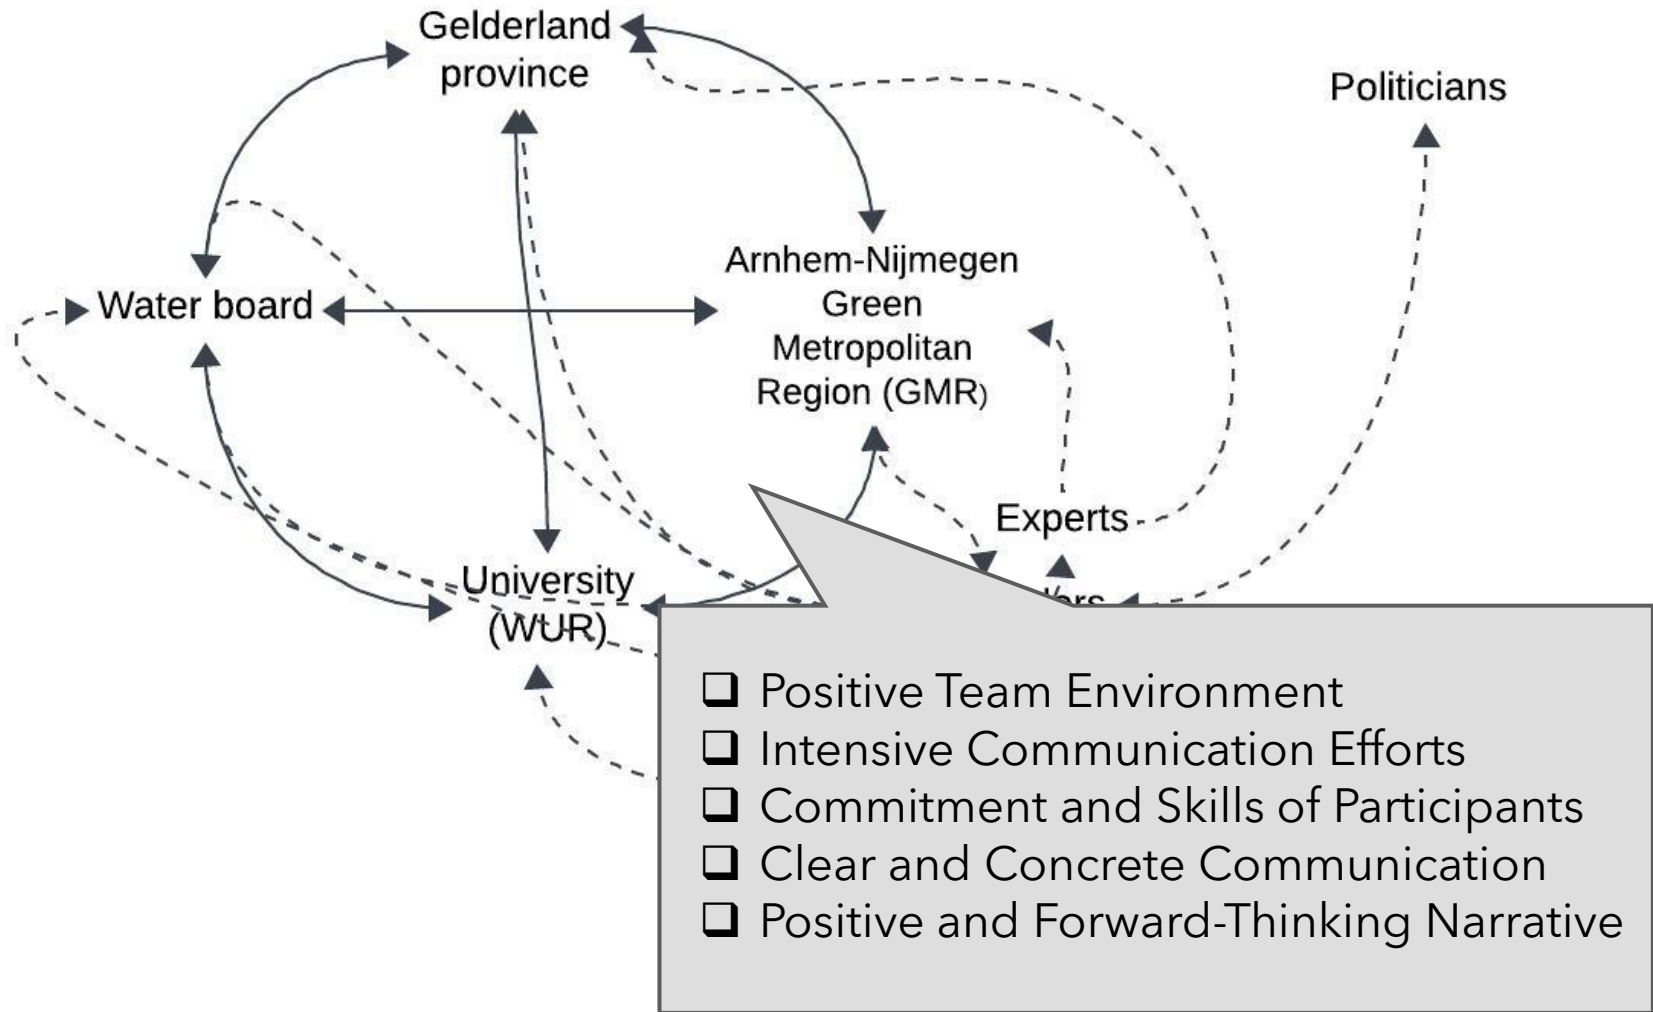 Gelderland
province
Politicians
Arnhem-Nijmegen
Green
Metropolitan
Region (GMR)
Water board
Experts
University
(WUR)
❑ Positive Team Environment
❑ Intensive Communication Efforts
❑ Commitment and Skills of Participants
❑ Clear and Concrete Communication
❑ Positive and Forward-Thinking Narrative